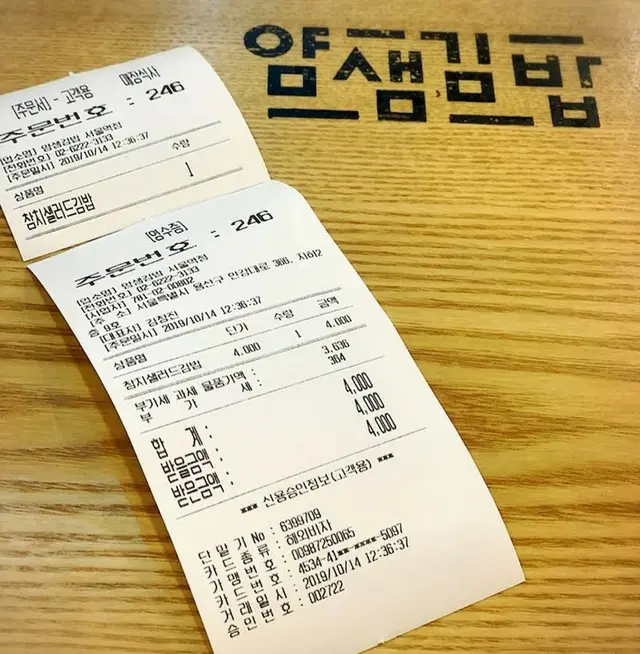 얌샘김밥
[주문서] - 고객용 매장식사
주문번호 : 246
[업소명] 얌샘김밥 서울역점
[전화번호] 02-6222-3133
[주문일시] 2019/10/14 12:36:37
상품명 수량
참치샐러드김밥 1
[영수증]
주문번호 : 246
[업소명] 얌샘김밥 서울역점
[전화번호] 02-6222-3133
[사업자] 781-02-00802
[주 소] 서울특별시 용산구 한강대로 366, 지하2
층 9호
[대표자] 김창진
[주문일시] 2019/10/14 12:36:37
상품명 단가 수량 금액
참치샐러드김밥 4,000 1 4,000
부가세 과세 물품가액 : 3,636
부 가 세 : 364
합 계 : 4,000
받을금액 : 4,000
받은금액 : 4,000
*** 신용승인정보(고객용) ***
단말기No : 6399709
카드종류 : 해외비자
가맹번호 : 00987250065
카드번호 : 4534-41**-****-5097
거래일시 : 2019/10/14 12:36:37
승인번호 : 002722